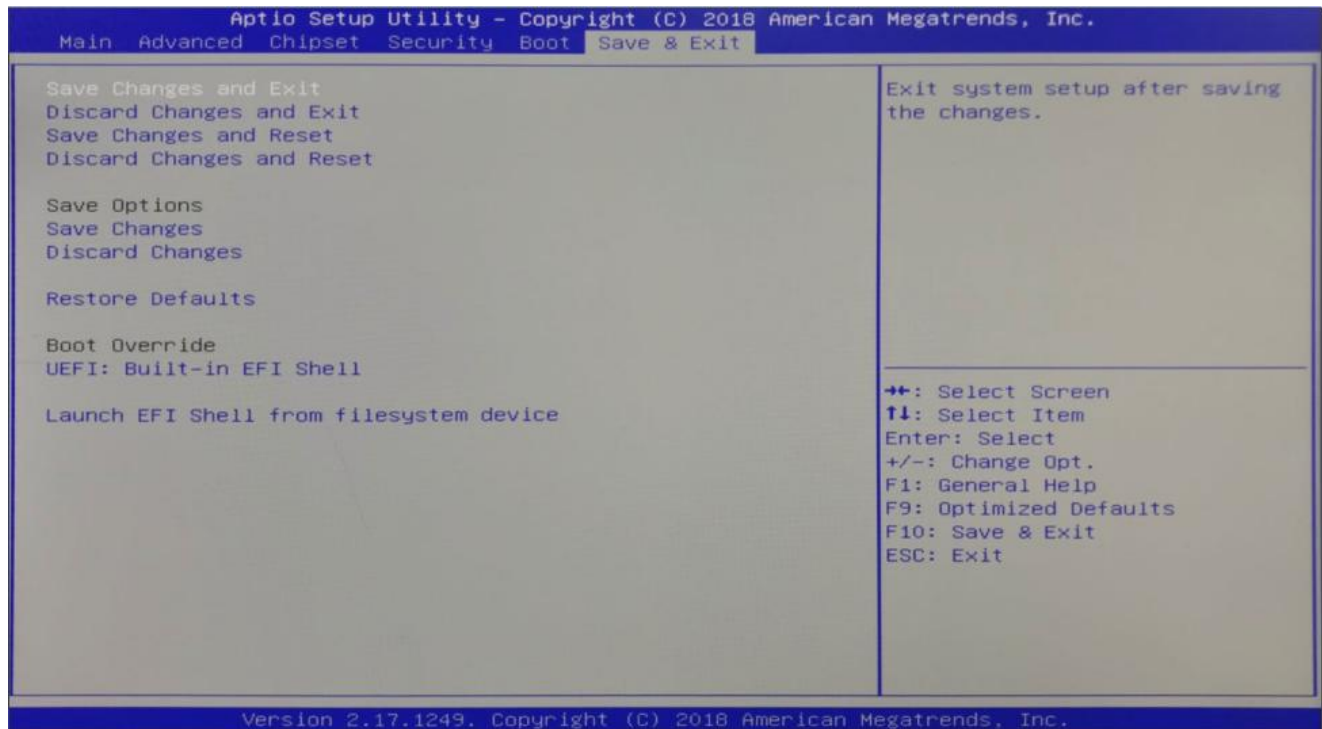 Aptio Setup Utility – Copyright (C) 2018 American Megatrends, Inc.
Main Advanced Chipset Security Boot Save & Exit
Save Changes and Exit
Discard Changes and Exit
Save Changes and Reset
Discard Changes and Reset
Save Options
Save Changes
Discard Changes
Restore Defaults
Boot Override
UEFI: Built-in EFI Shell
Launch EFI Shell from filesystem device
Exit system setup after saving
the changes.
→←: Select Screen
↑↓: Select Item
Enter: Select
+/-: Change Opt.
F1: General Help
F9: Optimized Defaults
F10: Save & Exit
ESC: Exit
Version 2.17.1249. Copyright (C) 2018 American Megatrends, Inc.